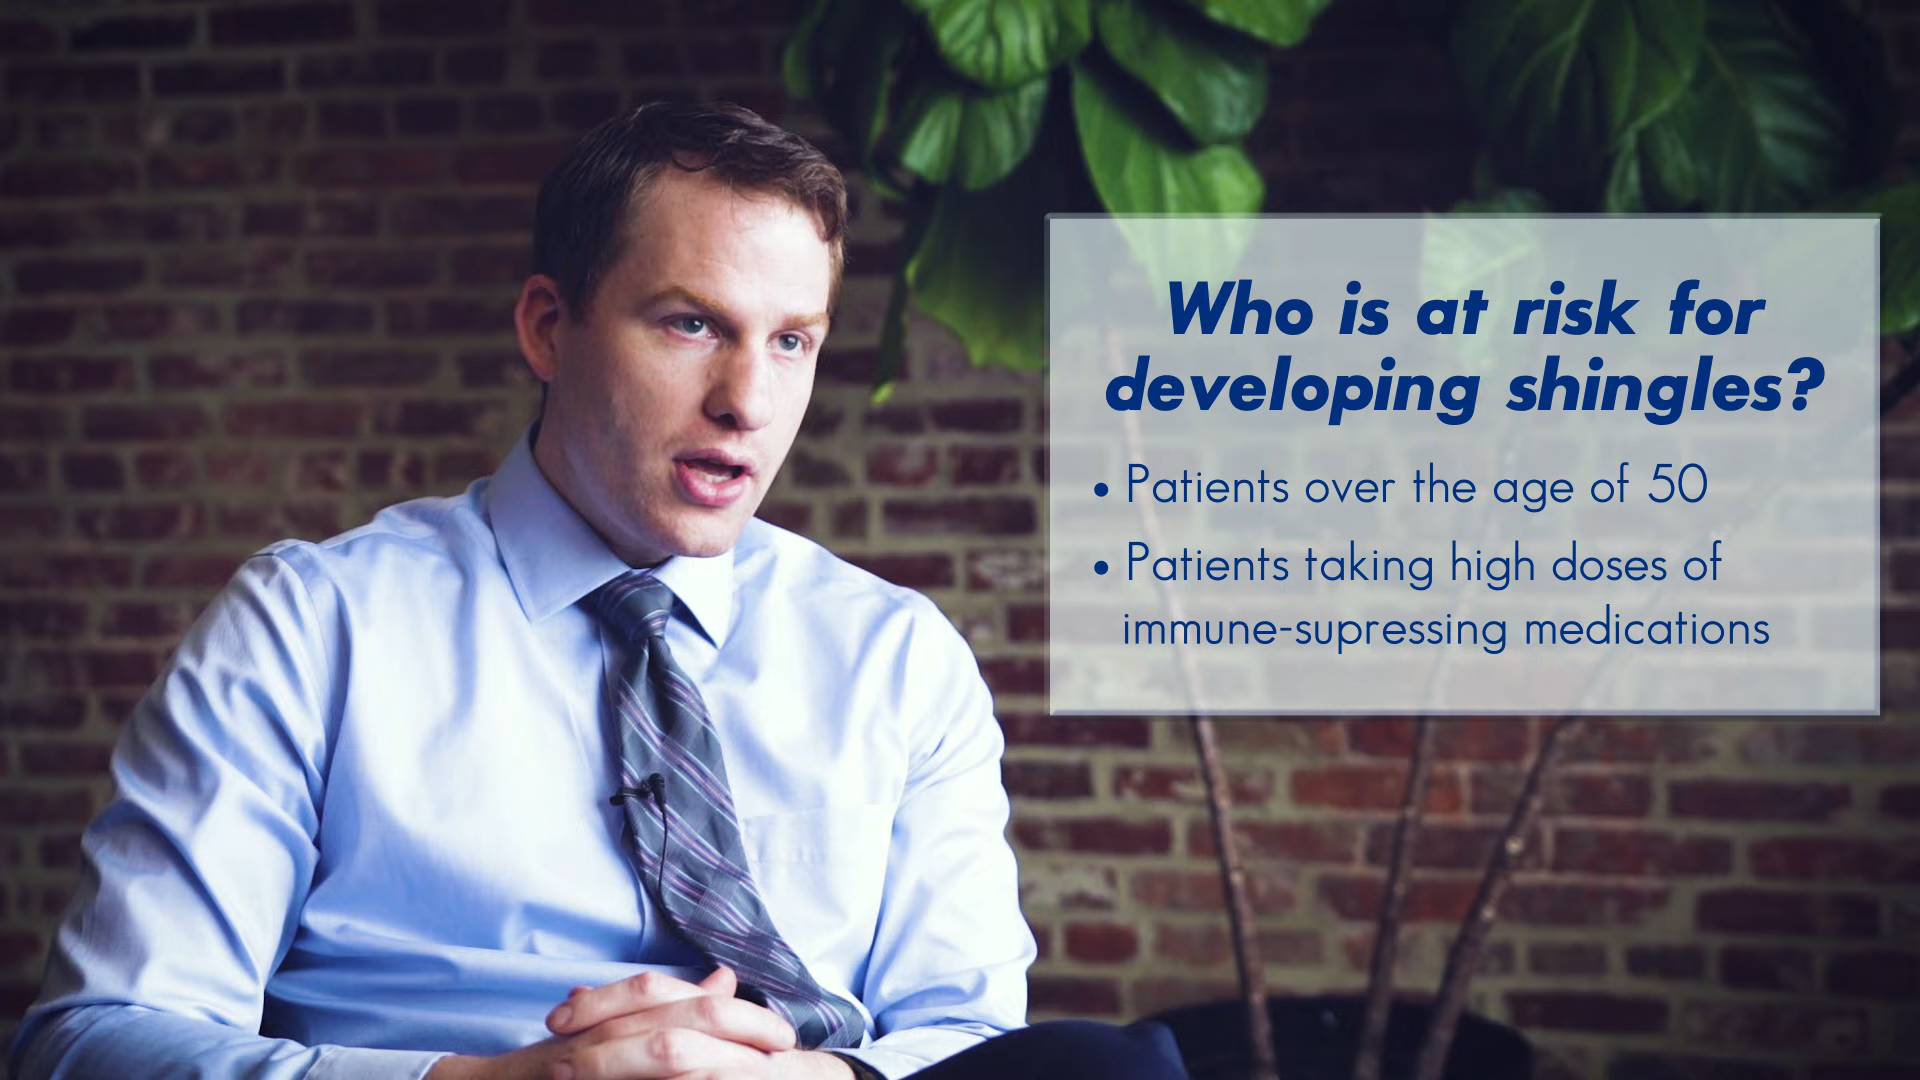 Who is at risk for
developing shingles?
• Patients over the age of 50
• Patients taking high doses of
immune-supressing medications